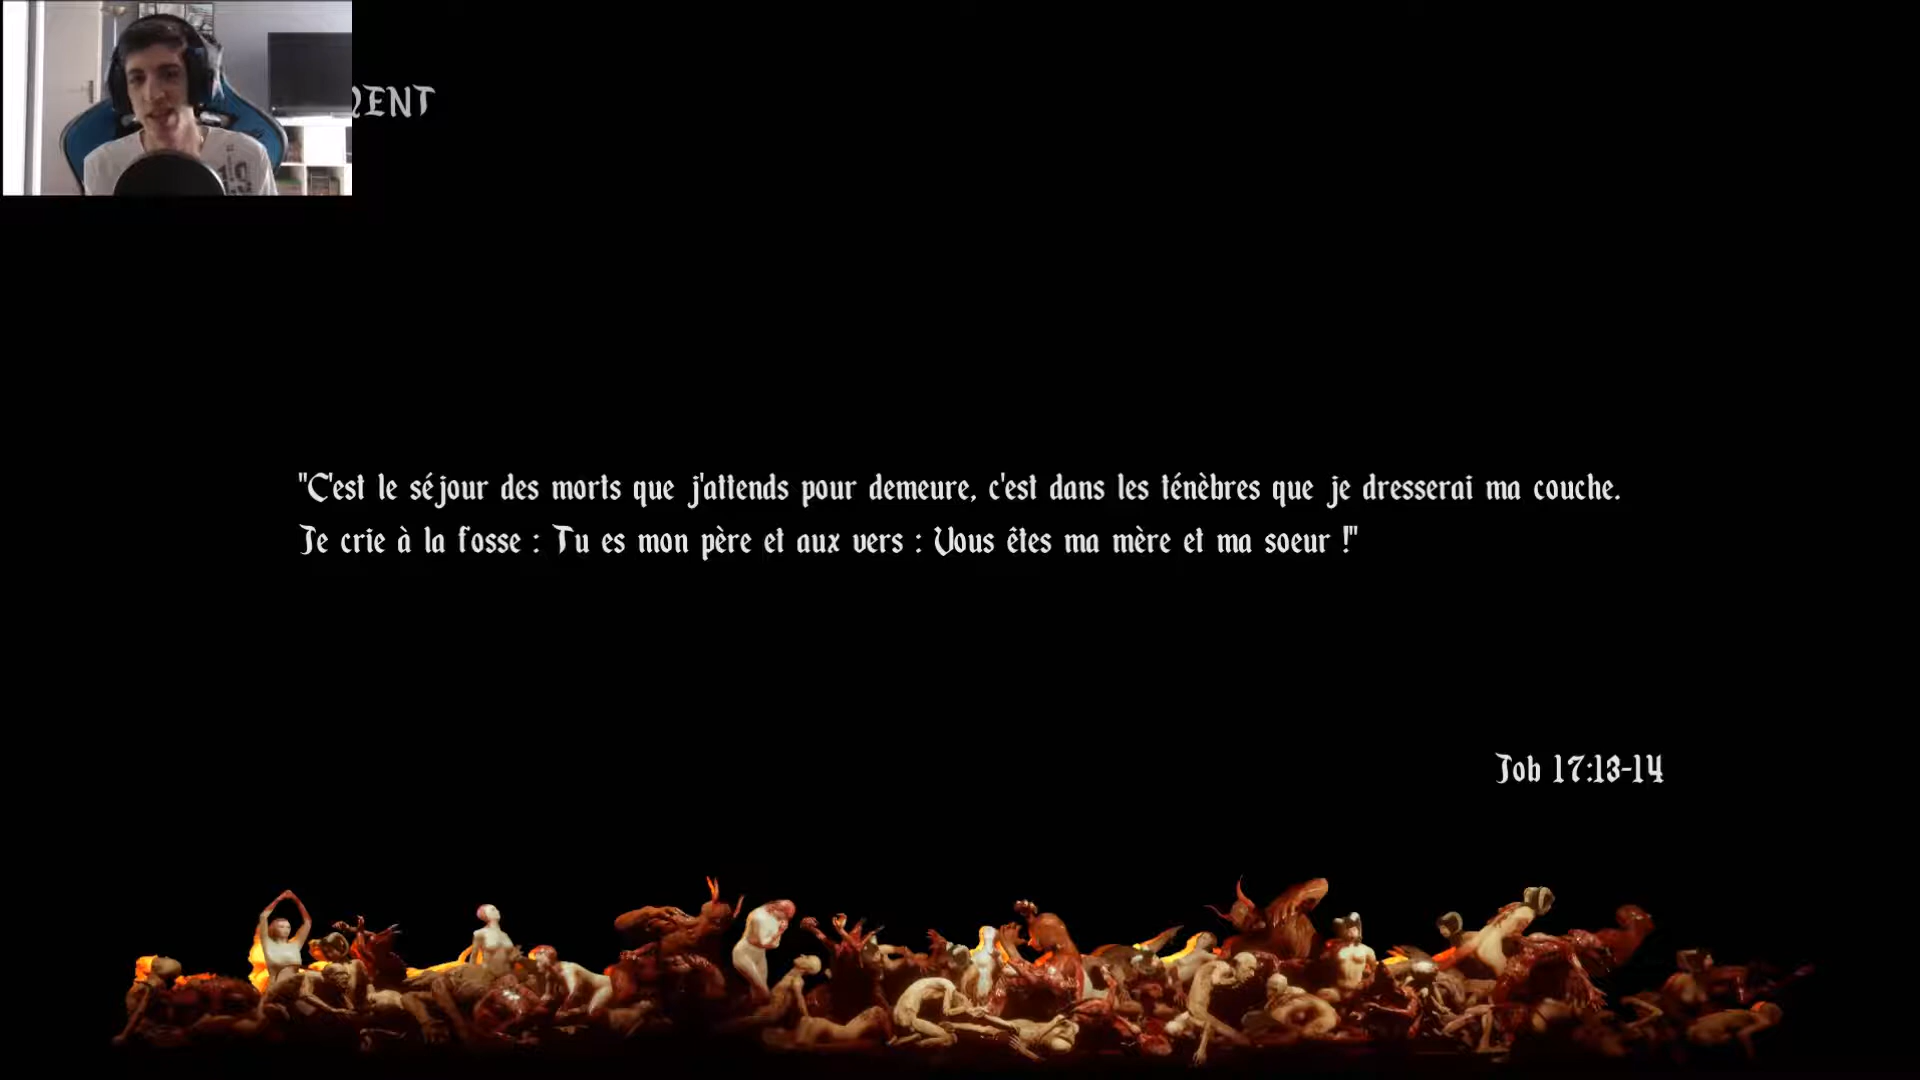 "C'est le séjour des morts que j'attends pour demeure, c'est dans les ténèbres que je dresserai ma couche.
Je crie à la fosse : Tu es mon père et aux vers : Vous êtes ma mère et ma soeur !"
Job 17:13-14